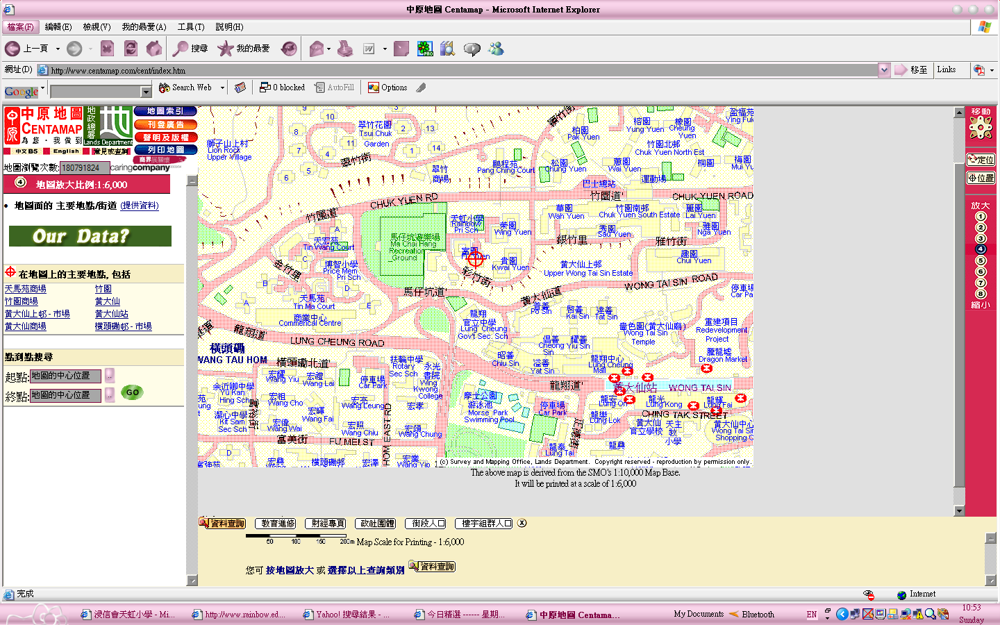 中原地圖 Centamap - Microsoft Internet Explorer
檔案(F) 編輯(E) 檢視(V) 我的最愛(A) 工具(T) 說明(H)
上一頁 搜尋 我的最愛
網址(D) http://www.centamap.com/cent/index.htm 移至 Links
Google Search Web 0 blocked AutoFill Options
中原地圖
CENTAMAP
為您‧我做到
中文B5 English 意見或查詢
地政總署
Lands Department
地圖索引
刊登廣告
聲明及版權
列印地圖
商界展關懷
caringcompany
地圖瀏覽次數: 180791824
4 地圖放大比例:1:6,000
地圖面的 主要地點/街道 (提供資料)
Our Data?
在地圖上的主要地點, 包括
天馬苑商場 竹園
竹園商場 黃大仙
黃大仙上邨 - 市場 黃大仙站
黃大仙商場 橫頭磡邨 - 市場
點到點搜尋
起點: 地圖的中心位置
終點: 地圖的中心位置
GO
9
10
8
7
11
4
5
6
2
13
1
14
3
翠竹花園
Tsui Chuk
Garden
獅子山上村
Lion Rock
Upper Village
翠竹街
翠竹
商場
柏園
Pak Yuen
榕園
Yung Yuen
橡園
Cheung
Yuen
盈福苑
Ying Fuk
竹園北邨
Chuk Yuen North Est
鵬程苑
Pang Ching Court
松園
Chung Yuen
桐園
梅園
Mui Yu
巴士總站
運動場
竹園道
CHUK YUEN RD
竹園道
CHUK YUEN ROAD
竹園道
華園
Wah Yuen
竹園南邨
Chuk Yuen South Estate
麗園
Lai Yuen
秀園
Sau Yuen
雅園
Nga Yuen
天虹小學
Rainbow
Pri Sch
榮園
Wing Yuen
馬仔坑遊樂場
Ma Chai Hang
Recreation
Ground
富園
貴園
Kwai Yuen
彩竹街
銀竹里
雅竹街
趣園
Chui Yuen
黃大仙上邨
Upper Wong Tai Sin Estate
A
天宏苑
Tin Wang Court
C
金竹里
博智小學
Price Mem
Pri Sch
B
D
A
天馬苑
Tin Ma Court
E
商業中心
Commerical Centre
馬仔坑道
黃大仙道
WONG TAI SIN ROAD
停車場
Car Pa
普善
Po Sin
啓善
Kai Sin
達善
Tat Sin
龍翔
官立中學
Lung Cheung
Gov't Sec. Sch
嗇色園(黃大仙廟)
Wong Tai Sin
Temple
重建項目
Redevelopment
Project
龍翔道
LUNG CHEUNG ROAD
倡善
Cheong
耀善
Yiu Sin
騰龍墟
Dragon Market
橫頭磡
WANG TAU HOM
橫頭磡北道
昭善
Chiu Sin
溢善
Yat Sin
龍翔中心
Lung Cheung
Mall
扶輪中學
Rotary
Sec Sch
永光
書院
Wing
Kwong
College
宏耀
Wang Yiu
宏禮
Wang Lai
停車場
Car Park
龍翔道
黃大仙站
WONG TAI SIN
余近卿中學
Yu Kan
Hing Sch
宏祖
Wang Cho
宏亮
Wang Leung
宏孝
摩士公園
游泳池
Morse Park
Swimming Pool
停車場
Car Park
龍安
Lung On
龍光
Lung Kong
龍輝
Lung Fai
CHING TAK STREET
潔心中學
Kit Sam
Sec Sch
宏暉
Wang Fai
宏偉
Wang Wai
宏照
Wang Chiu
宏頌
Wang Chung
龍樂
Lung Lok
黃大仙
官立學校
天主
教
小學
黃大仙中心
Wong Tai Sin
Shopping C
富美街
FU MEI ST
HOM EAST RD
龍泰
Lung Tai
龍興
D
富強苑
宏興
橫頭磡邨
宏澤
宏業
Wang Yip
(c) Survey and Mapping Office, Lands Department. Copyright reserved - reproduction by permission only.
The above map is derived from the SMO's 1:10,000 Map Base.
It will be printed at a scale of 1:6,000
移動
定位
位置
放大
1
2
3
4
5
6
7
8
縮小
資料查詢 教育進修 財經專頁 政社團體 街段人口 樓宇組群人口 X
50 100 150 200m Map Scale for Printing - 1:6,000
您可 按地圖放大 或 選擇以上查詢類別 資料查詢
完成 Internet
浸信會天虹小學 - Mi... http://www.rainbow.ed... Yahoo! 搜尋結果 - ... 今日精選 ------ 星期... 中原地圖 Centama... My Documents Bluetooth EN 10:53
Sunday